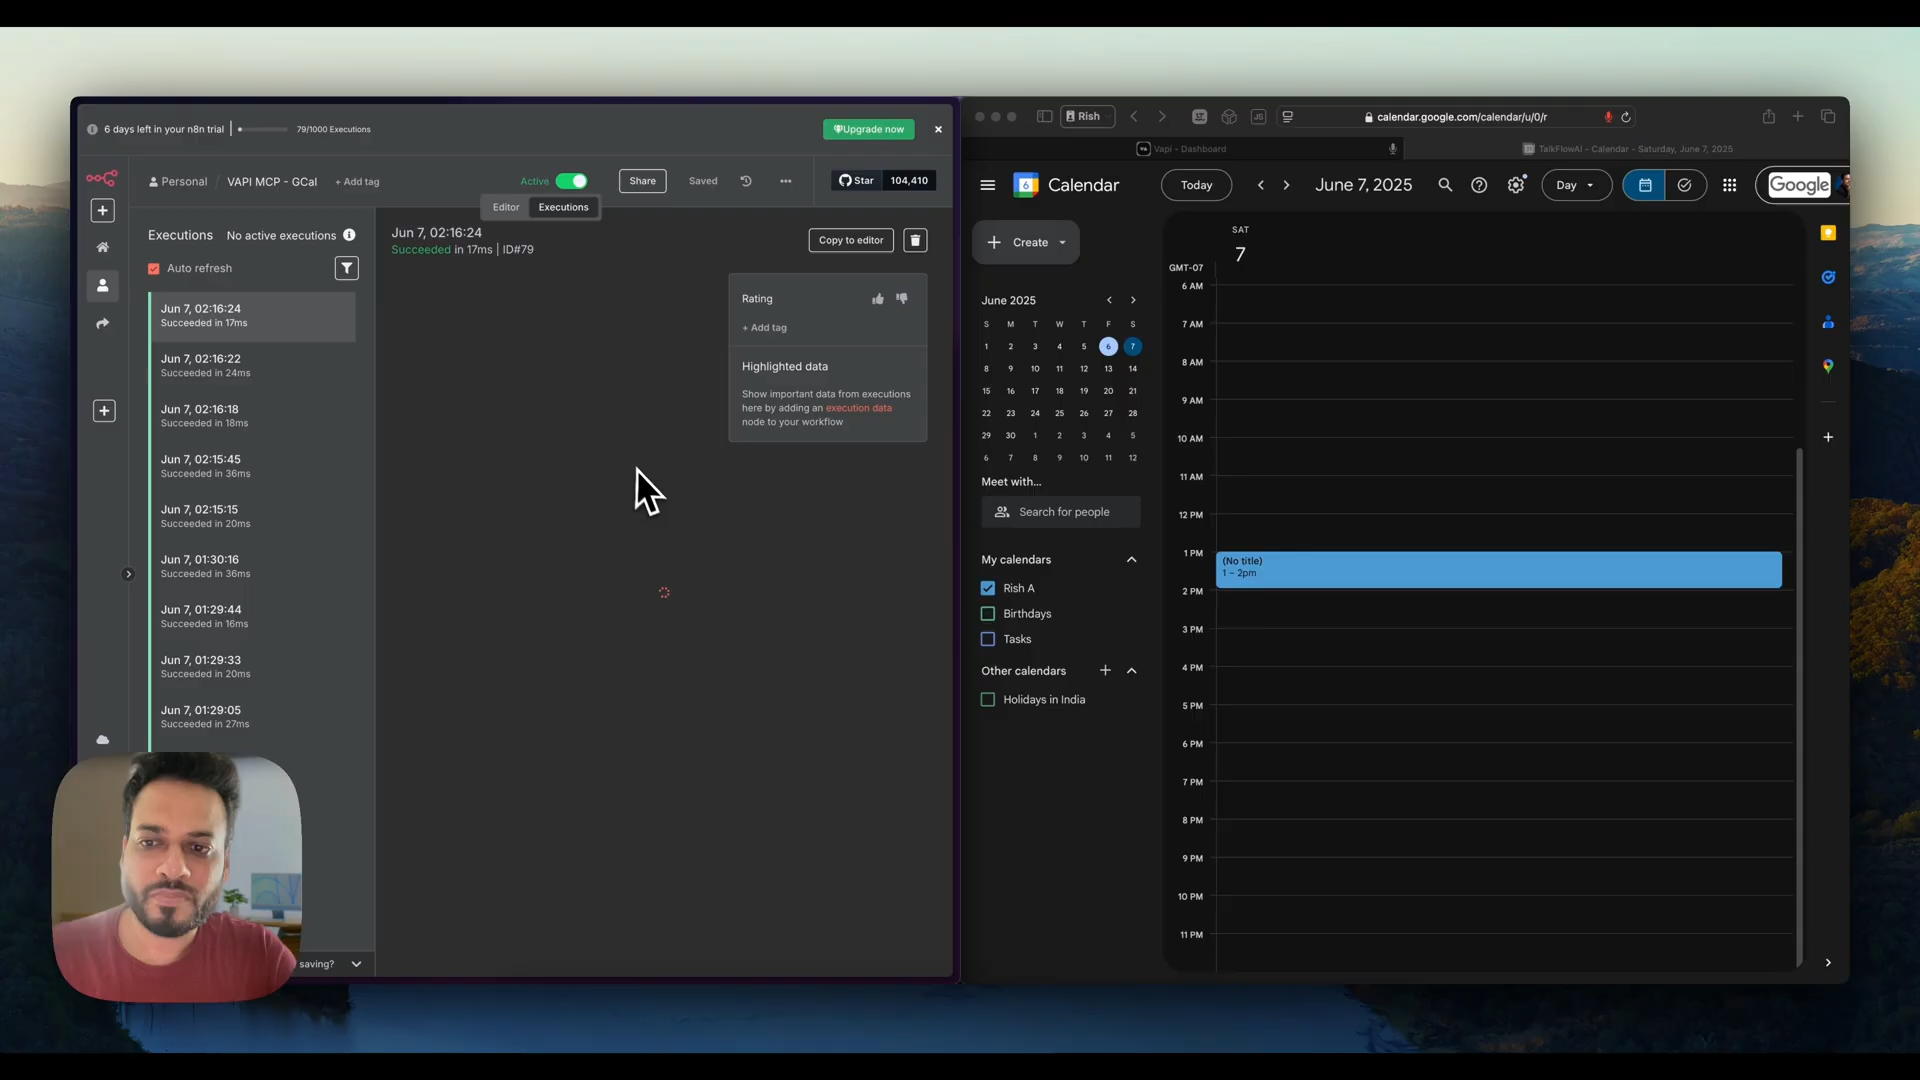 6 days left in your n8n trial
79/1000 Executions
Upgrade now
Personal / VAPI MCP - GCal + Add tag
Active
Share
Saved
Star 104,410
Editor
Executions
Executions
No active executions
Auto refresh
Jun 7, 02:16:24
Succeeded in 17ms
Jun 7, 02:16:22
Succeeded in 24ms
Jun 7, 02:16:18
Succeeded in 18ms
Jun 7, 02:15:45
Succeeded in 36ms
Jun 7, 02:15:15
Succeeded in 20ms
Jun 7, 01:30:16
Succeeded in 36ms
Jun 7, 01:29:44
Succeeded in 16ms
Jun 7, 01:29:33
Succeeded in 20ms
Jun 7, 01:29:05
Succeeded in 27ms
saving?
Jun 7, 02:16:24
Succeeded in 17ms | ID#79
Copy to editor
Rating
+ Add tag
Highlighted data
Show important data from executions
here by adding an execution data
node to your workflow
Rish
calendar.google.com/calendar/u/0/r
Vapi - Dashboard
TalkFlowAI - Calendar - Saturday, June 7, 2025
6
Calendar
Today
June 7, 2025
Day
Google
Create
June 2025
S M T W T F S
1 2 3 4 5 6 7
8 9 10 11 12 13 14
15 16 17 18 19 20 21
22 23 24 25 26 27 28
29 30 1 2 3 4 5
6 7 8 9 10 11 12
Meet with...
Search for people
My calendars
Rish A
Birthdays
Tasks
Other calendars
Holidays in India
SAT
7
GMT-07
6 AM
7 AM
8 AM
9 AM
10 AM
11 AM
12 PM
1 PM
(No title)
1 – 2pm
2 PM
3 PM
4 PM
5 PM
6 PM
7 PM
8 PM
9 PM
10 PM
11 PM